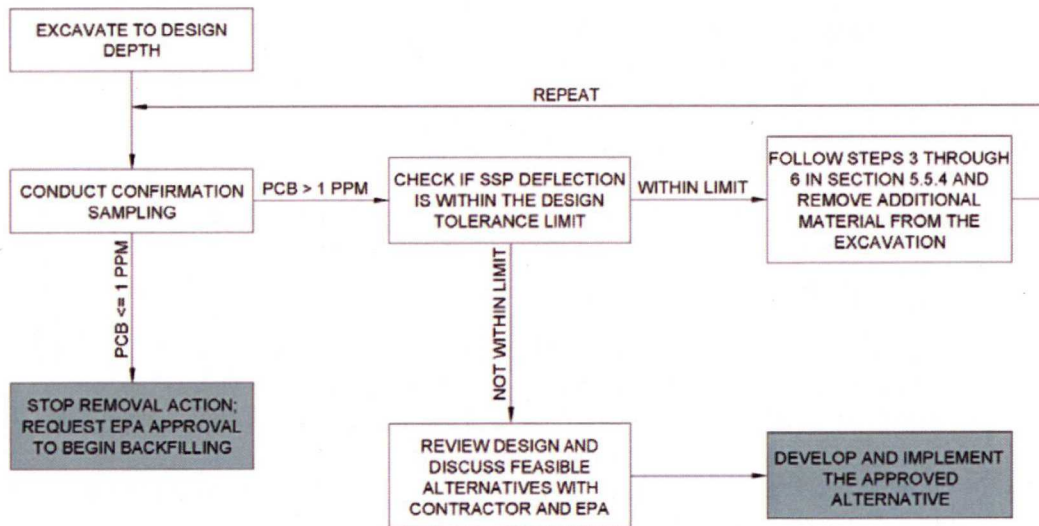 EXCAVATE TO DESIGN
DEPTH
REPEAT
CONDUCT CONFIRMATION
SAMPLING
PCB > 1 PPM
CHECK IF SSP DEFLECTION
IS WITHIN THE DESIGN
TOLERANCE LIMIT
WITHIN LIMIT
FOLLOW STEPS 3 THROUGH
6 IN SECTION 5.5.4 AND
REMOVE ADDITIONAL
MATERIAL FROM THE
EXCAVATION
PCB <= 1 PPM
NOT WITHIN LIMIT
STOP REMOVAL ACTION;
REQUEST EPA APPROVAL
TO BEGIN BACKFILLING
REVIEW DESIGN AND
DISCUSS FEASIBLE
ALTERNATIVES WITH
CONTRACTOR AND EPA
DEVELOP AND IMPLEMENT
THE APPROVED
ALTERNATIVE